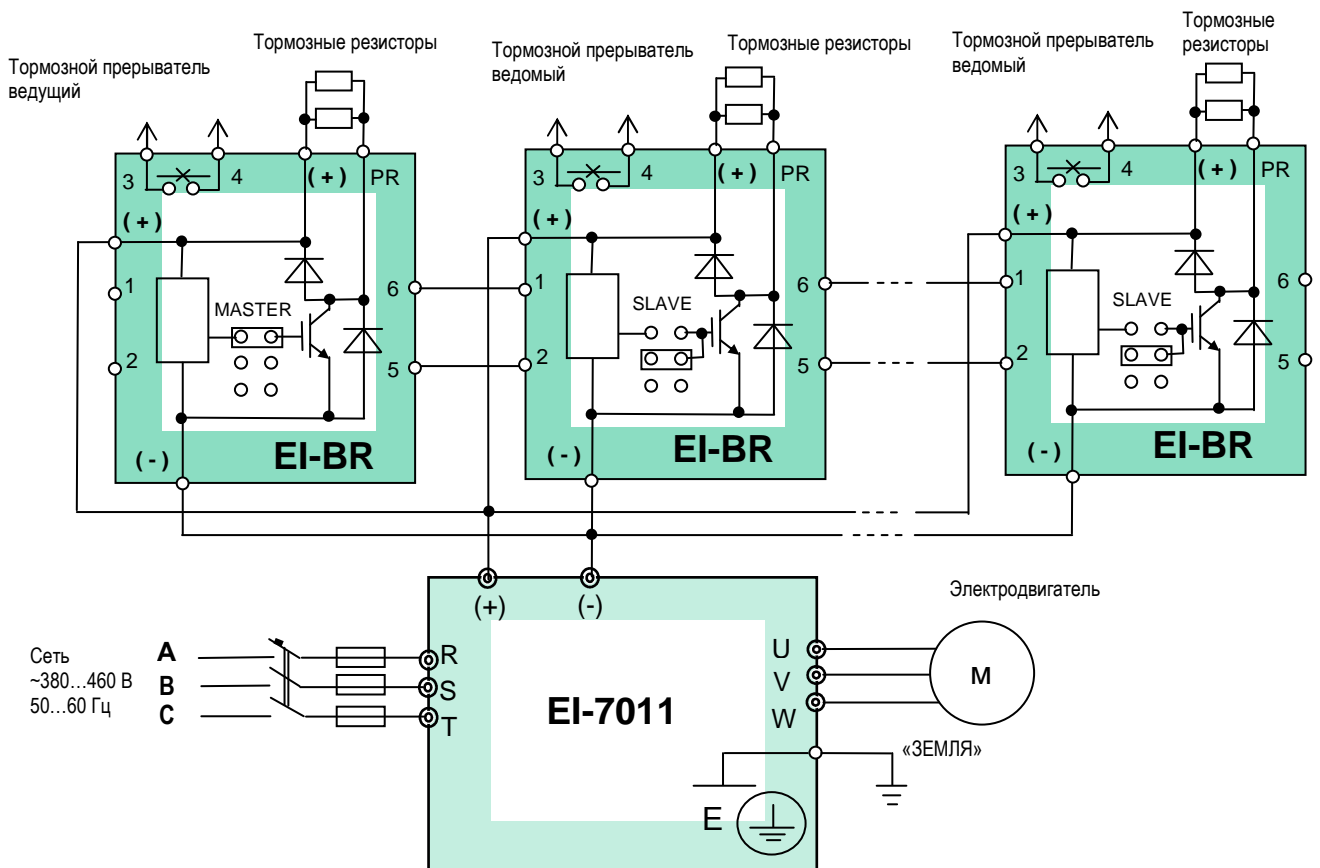 Тормозной прерыватель
ведущий
Тормозные резисторы
Тормозной прерыватель
ведомый
Тормозные резисторы
Тормозной прерыватель
ведомый
Тормозные
резисторы
3
4
(+)
PR
(+)
1
2
MASTER
6
5
(-)
EI-BR
3
4
(+)
PR
(+)
1
2
SLAVE
6
5
(-)
EI-BR
3
4
(+)
PR
(+)
1
2
SLAVE
6
5
(-)
EI-BR
(+)
(-)
Сеть
~380...460 В
50...60 Гц
A
B
C
R
S
T
EI-7011
U
V
W
Электродвигатель
M
«ЗЕМЛЯ»
E